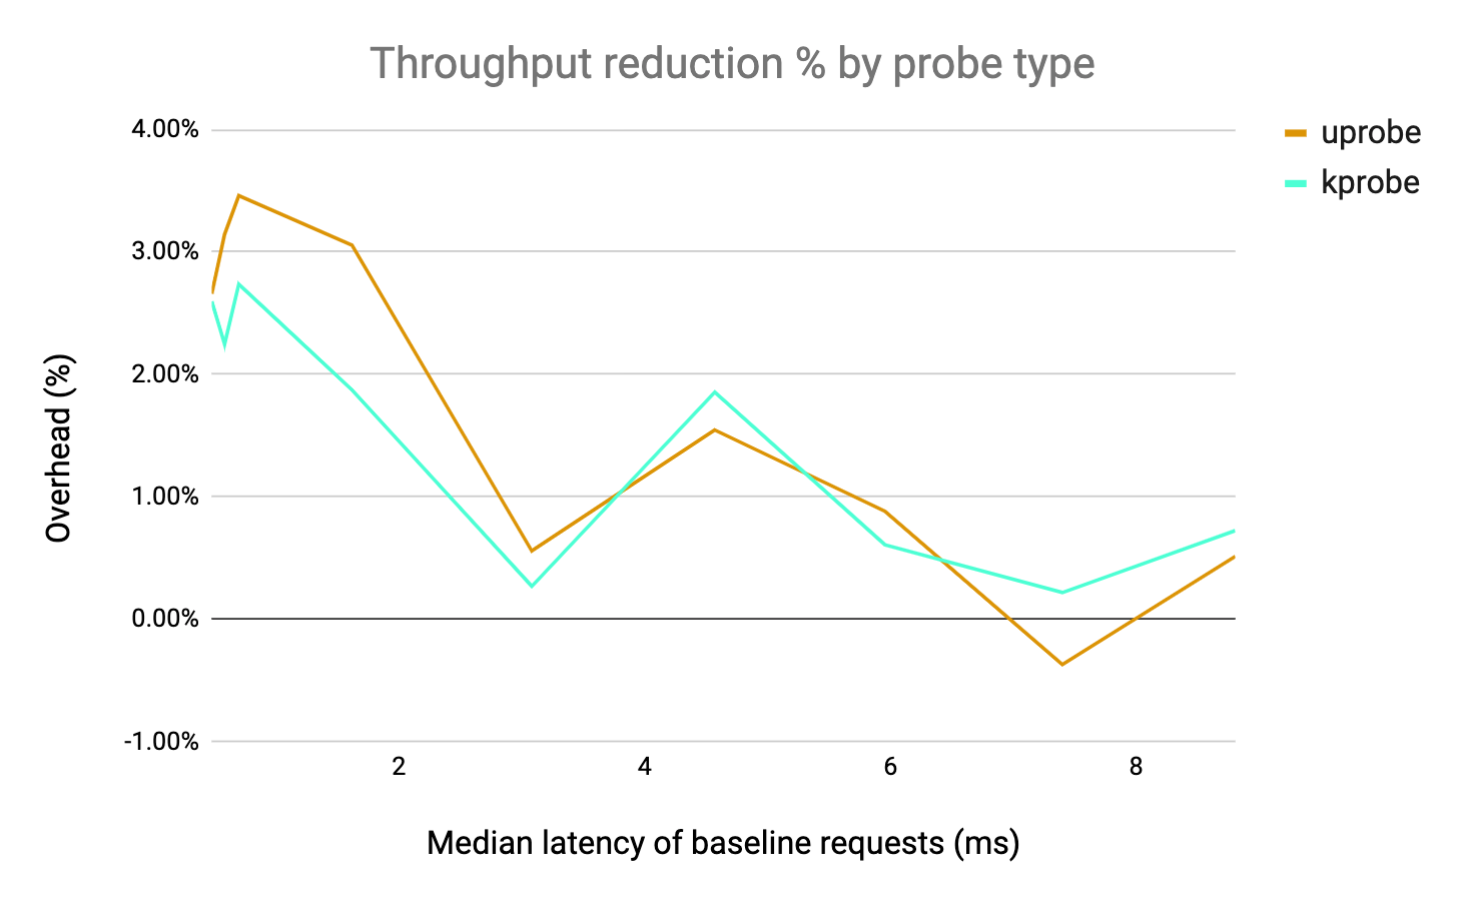 Throughput reduction % by probe type
uprobe
kprobe
4.00%
3.00%
2.00%
1.00%
0.00%
-1.00%
Overhead (%)
2 4 6 8
Median latency of baseline requests (ms)